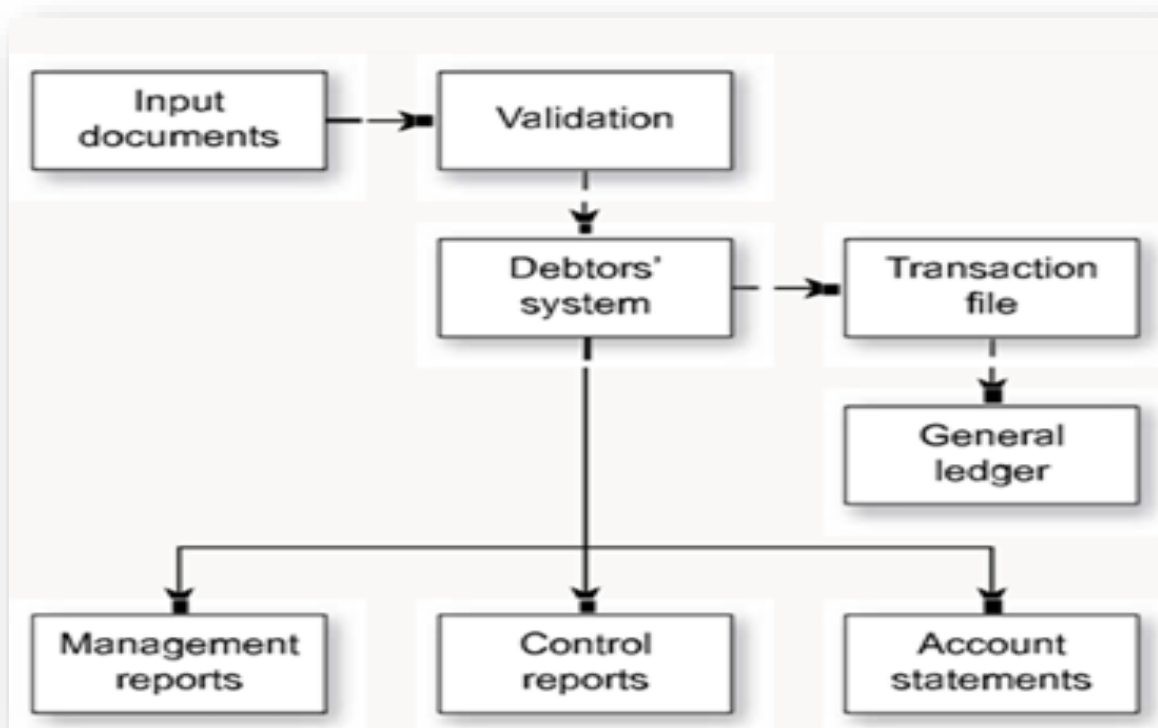 Input
documents
Validation
Debtors'
system
Transaction
file
General
ledger
Management
reports
Control
reports
Account
statements